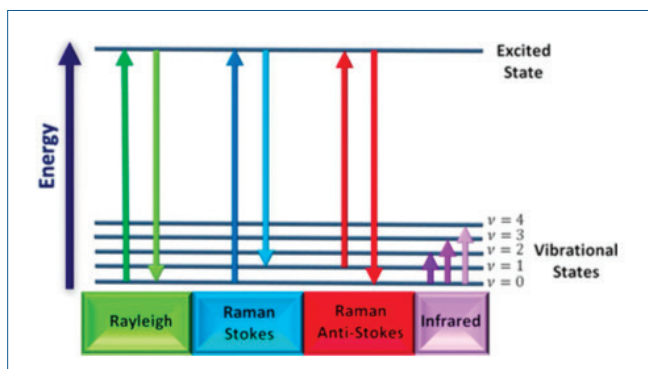 Excited
State
Energy
ν = 4
ν = 3
ν = 2
ν = 1
ν = 0
Vibrational
States
Rayleigh
Raman
Stokes
Raman
Anti-Stokes
Infrared